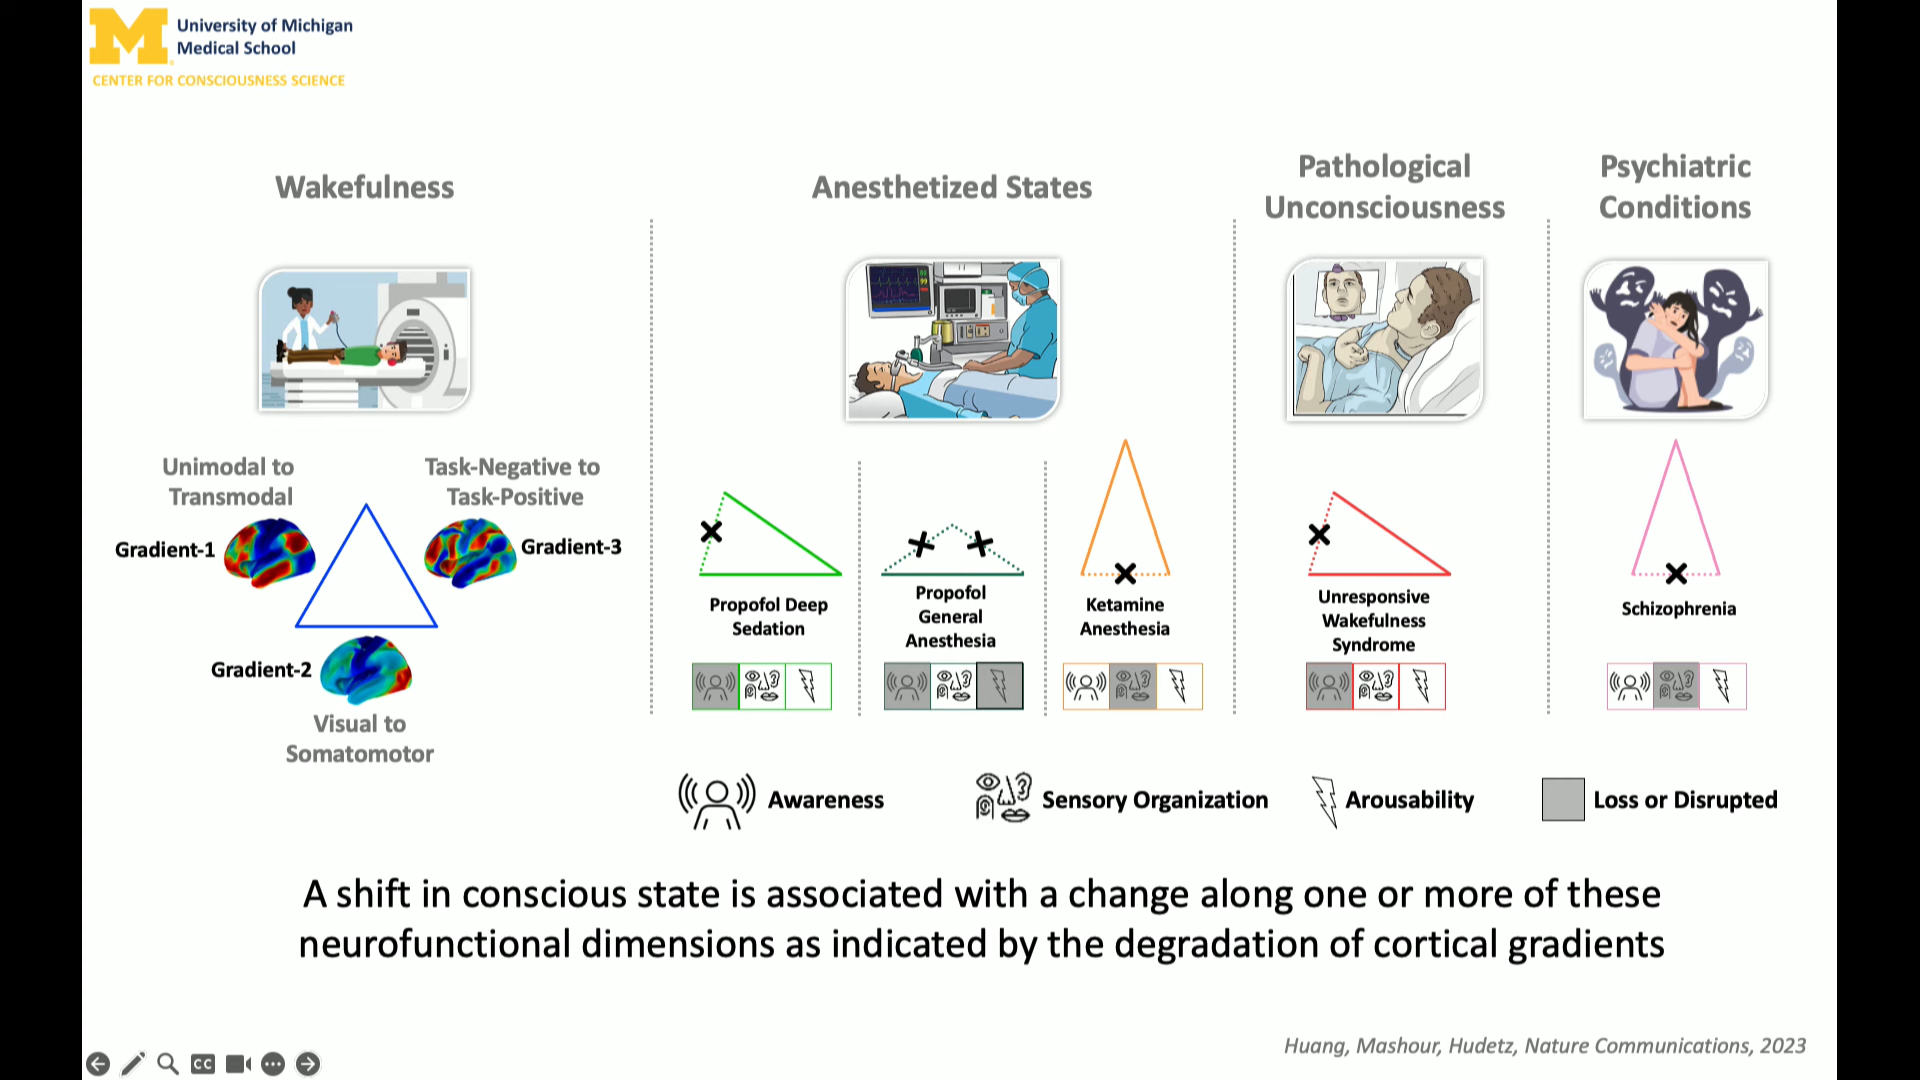 University of Michigan
Medical School
CENTER FOR CONSCIOUSNESS SCIENCE
Wakefulness
Anesthetized States
Pathological
Unconsciousness
Psychiatric
Conditions
Unimodal to
Transmodal
Task-Negative to
Task-Positive
Gradient-1
Gradient-3
Gradient-2
Visual to
Somatomotor
Propofol Deep
Sedation
Propofol
General
Anesthesia
Ketamine
Anesthesia
Unresponsive
Wakefulness
Syndrome
Schizophrenia
Awareness
Sensory Organization
Arousability
Loss or Disrupted
A shift in conscious state is associated with a change along one or more of these
neurofunctional dimensions as indicated by the degradation of cortical gradients
Huang, Mashour, Hudetz, Nature Communications, 2023
CC